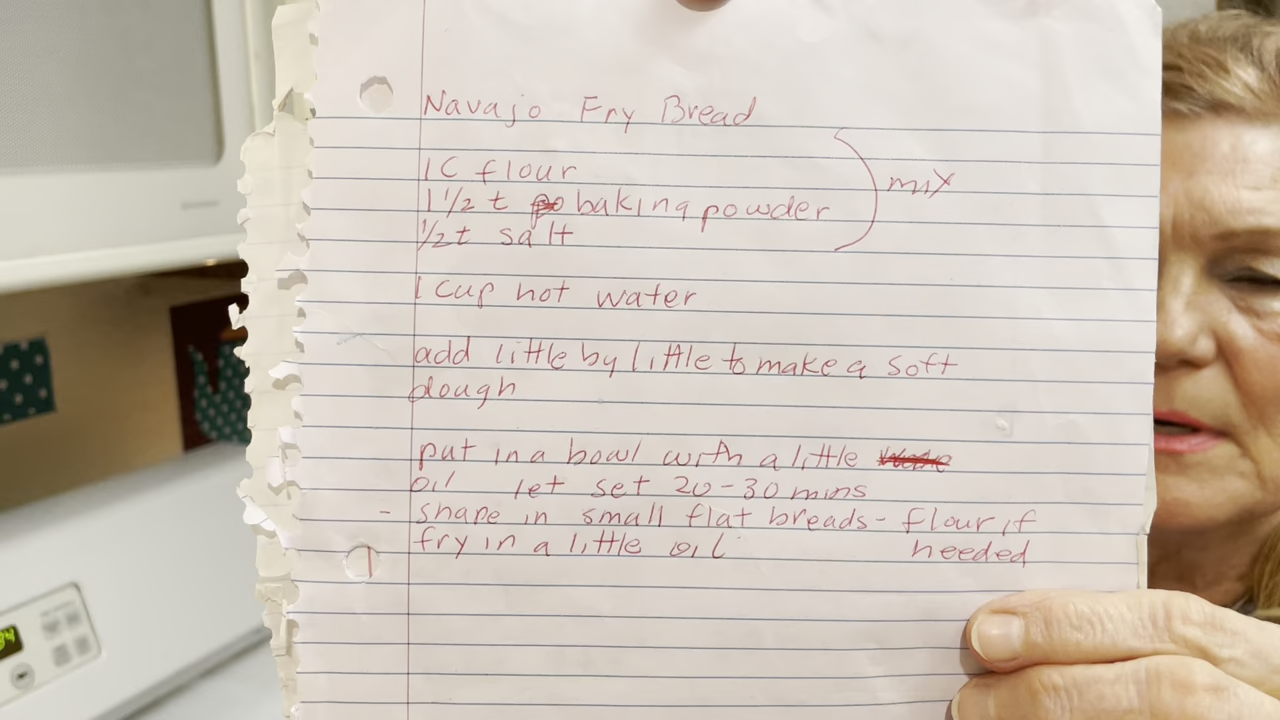 Navajo Fry Bread
1C flour
1 1/2 t baking powder
1/2 t salt
mix
1 cup hot water
add little by little to make a soft
dough
put in a bowl with a little
oil let set 20-30 mins
- shape in small flat breads - flour if
needed
fry in a little oil